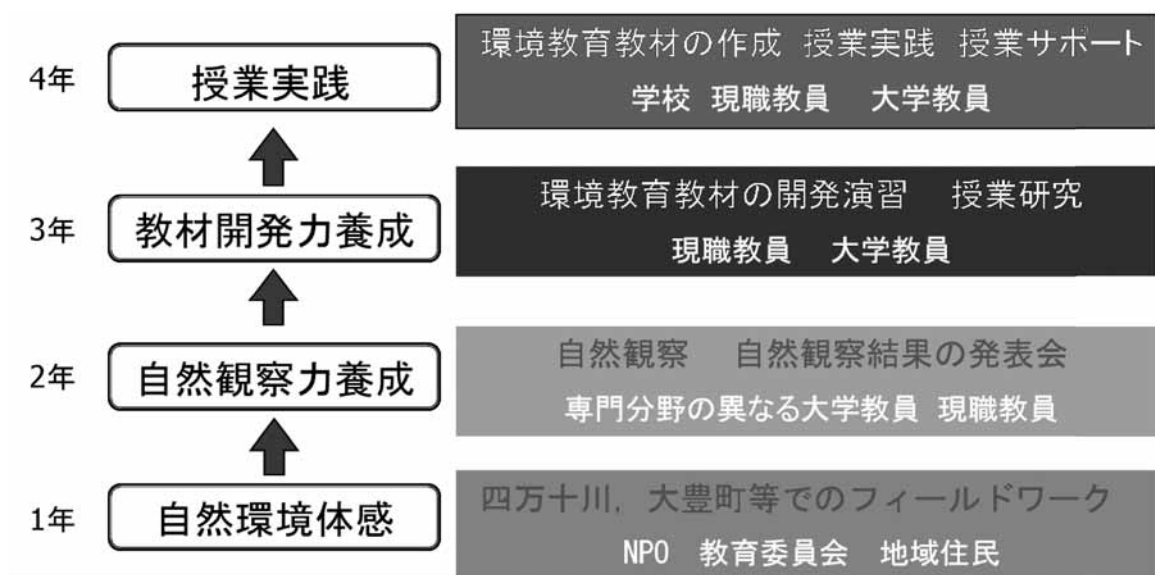 4年
授業実践
環境教育教材の作成 授業実践 授業サポート
学校 現職教員 大学教員
3年
教材開発力養成
環境教育教材の開発演習 授業研究
現職教員 大学教員
2年
自然観察力養成
自然観察 自然観察結果の発表会
専門分野の異なる大学教員 現職教員
1年
自然環境体感
四万十川，大豊町等でのフィールドワーク
NPO 教育委員会 地域住民